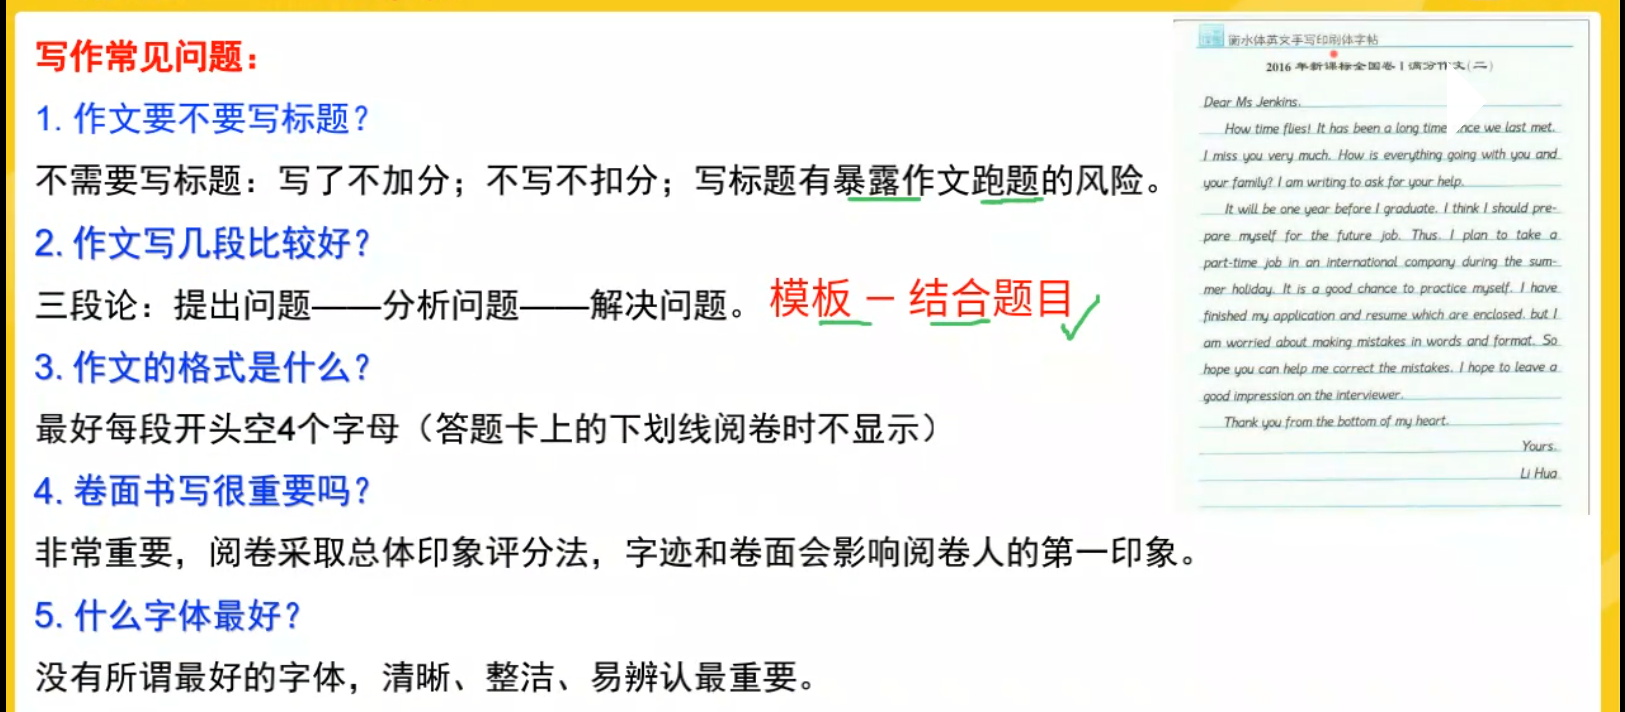 写作常见问题：
1. 作文要不要写标题？
不需要写标题：写了不加分；不写不扣分；写标题有暴露作文跑题的风险。
2. 作文写几段比较好？
三段论：提出问题——分析问题——解决问题。 模板 — 结合题目
3. 作文的格式是什么？
最好每段开头空4个字母（答题卡上的下划线阅卷时不显示）
4. 卷面书写很重要吗？
非常重要，阅卷采取总体印象评分法，字迹和卷面会影响阅卷人的第一印象。
5. 什么字体最好？
没有所谓最好的字体，清晰、整洁、易辨认最重要。
衡水体英文手写印刷体字帖
2016 年新课标全国卷 I 满分作文(二)
Dear Ms Jenkins,
How time flies! It has been a long time nce we last met.
I miss you very much. How is everything going with you and
your family? I am writing to ask for your help.
It will be one year before I graduate. I think I should pre-
pare myself for the future job. Thus, I plan to take a
part-time job in an international company during the sum-
mer holiday. It is a good chance to practice myself. I have
finished my application and resume which are enclosed, but I
am worried about making mistakes in words and format. So
hope you can help me correct the mistakes. I hope to leave a
good impression on the interviewer.
Thank you from the bottom of my heart.
Yours,
Li Hua